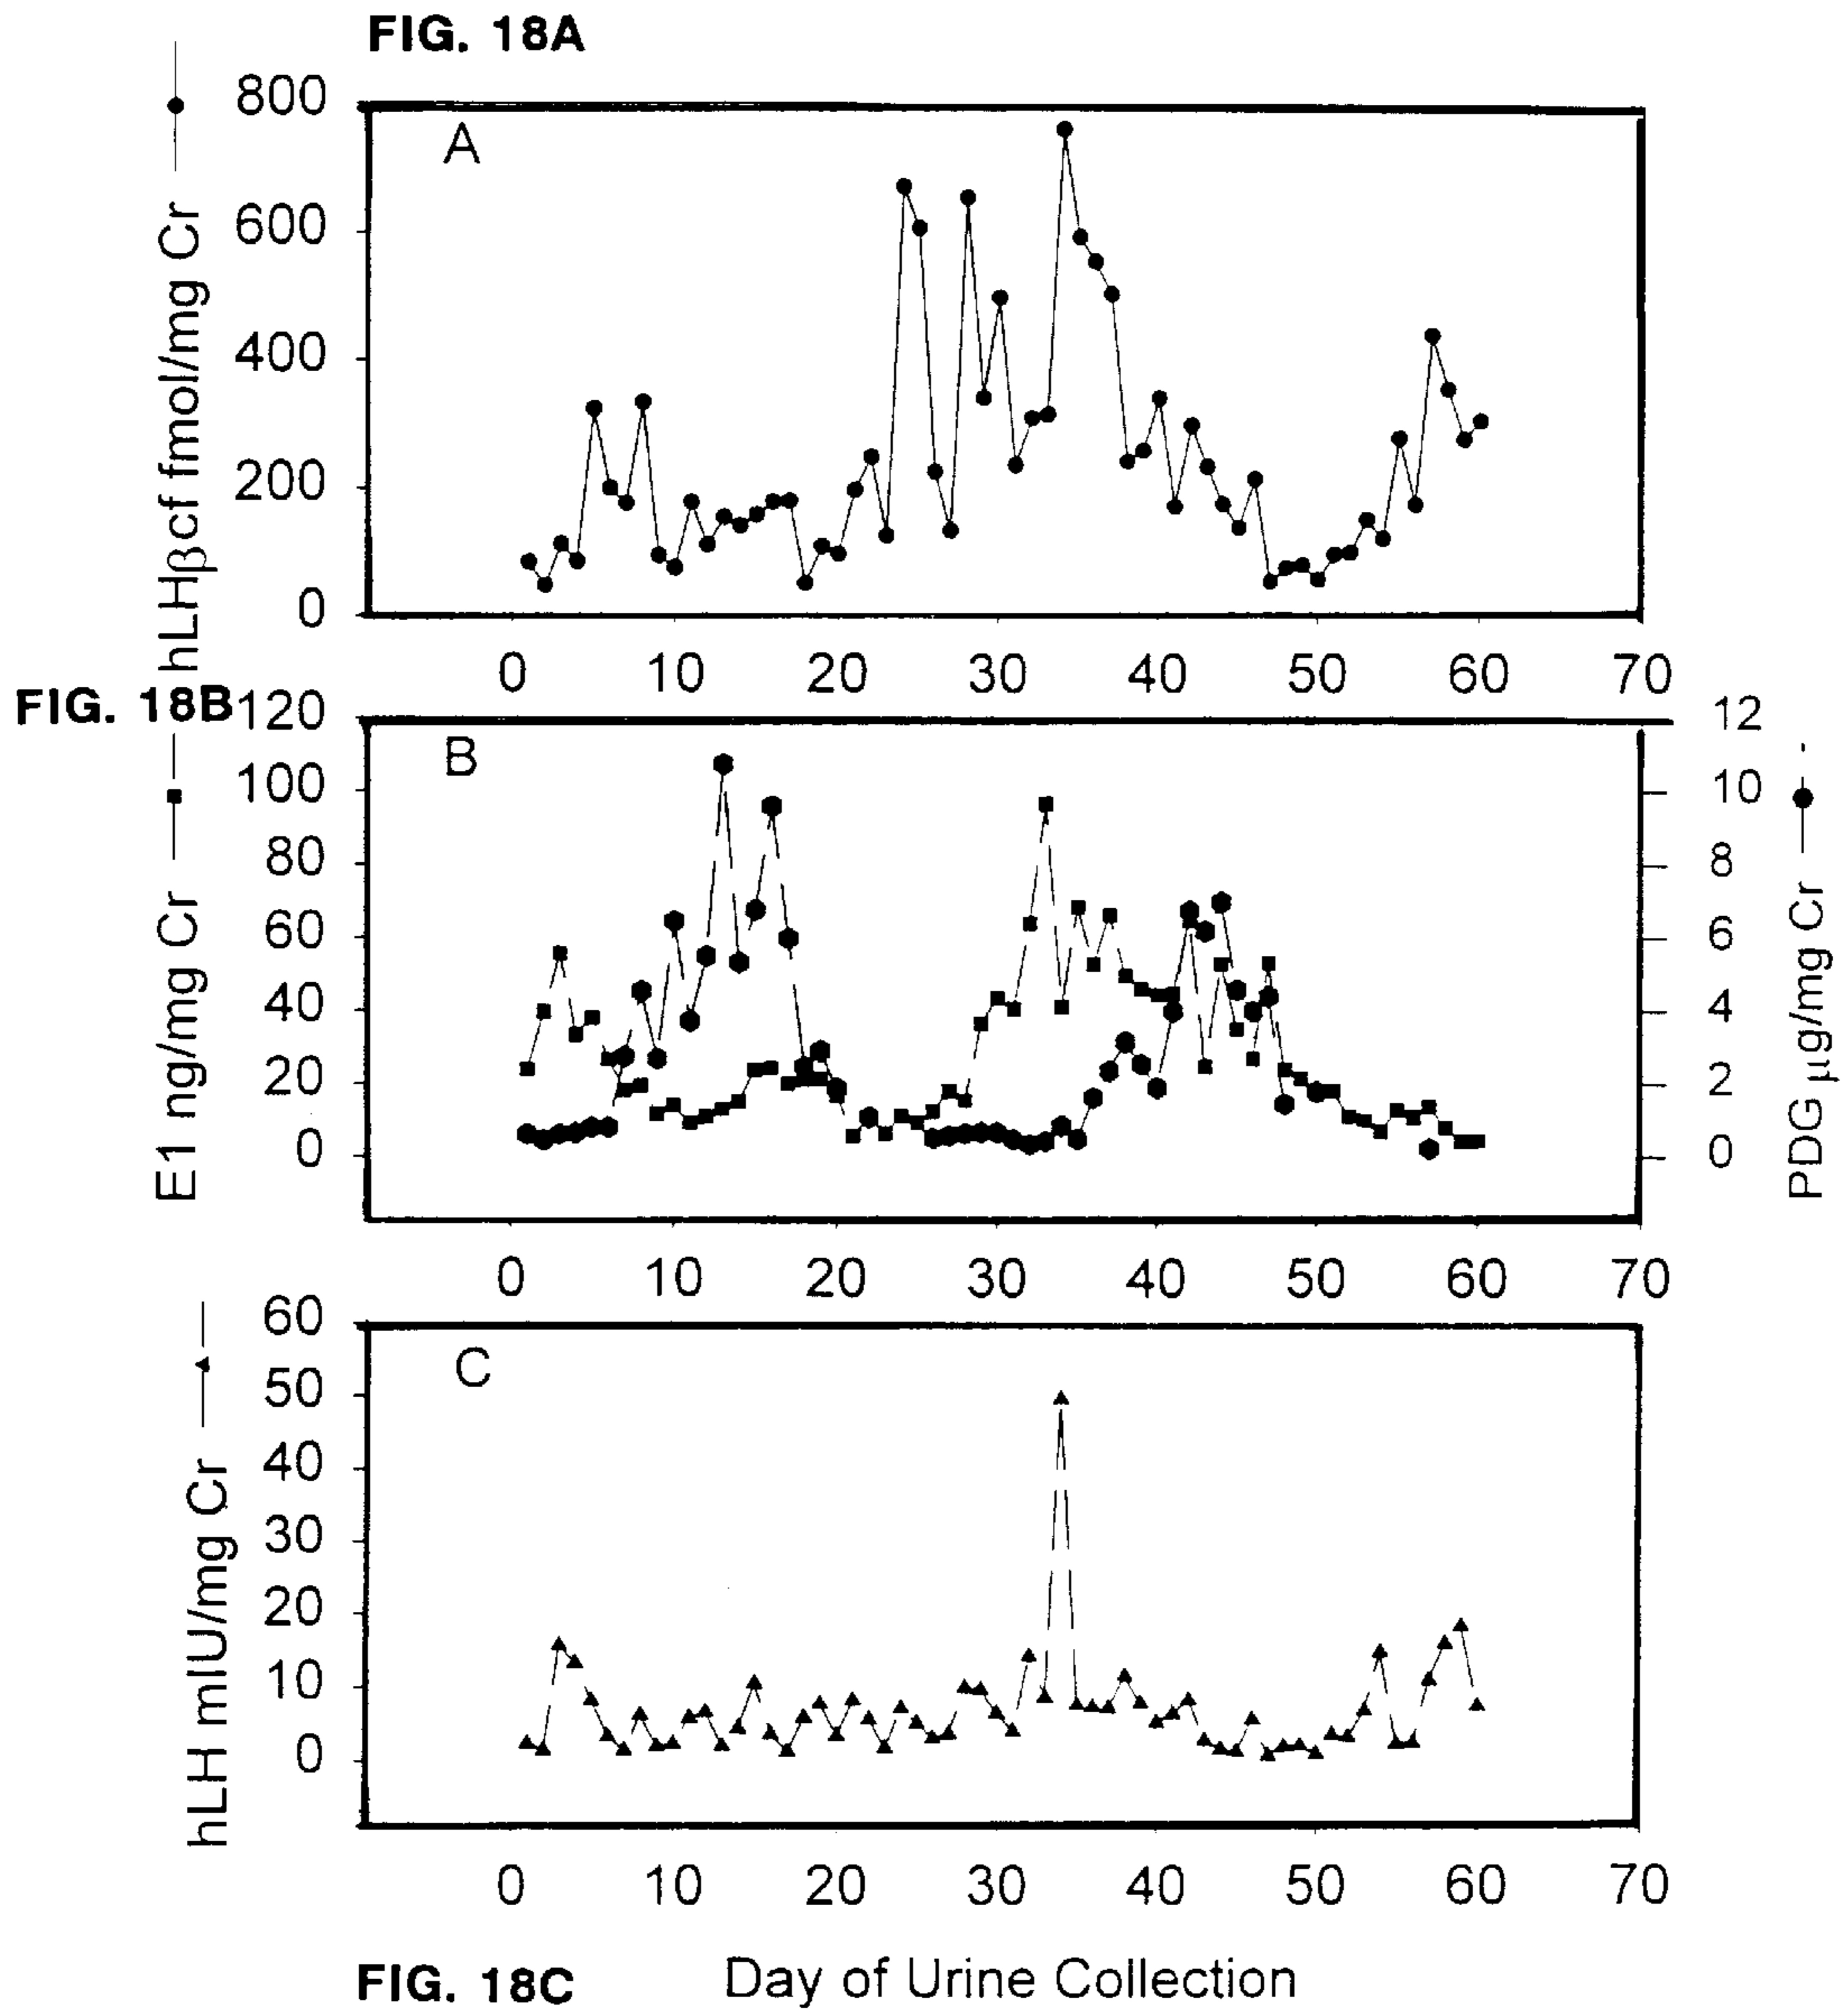 FIG. 18A
hLHβcf fmol/mg Cr
800
600
400
200
0
A
0 10 20 30 40 50 60 70
FIG. 18B
E1 ng/mg Cr
120
100
80
60
40
20
0
B
12
10
8
6
4
2
0
PDG µg/mg Cr
0 10 20 30 40 50 60 70
hLH mIU/mg Cr
60
50
40
30
20
10
0
C
0 10 20 30 40 50 60 70
FIG. 18C Day of Urine Collection